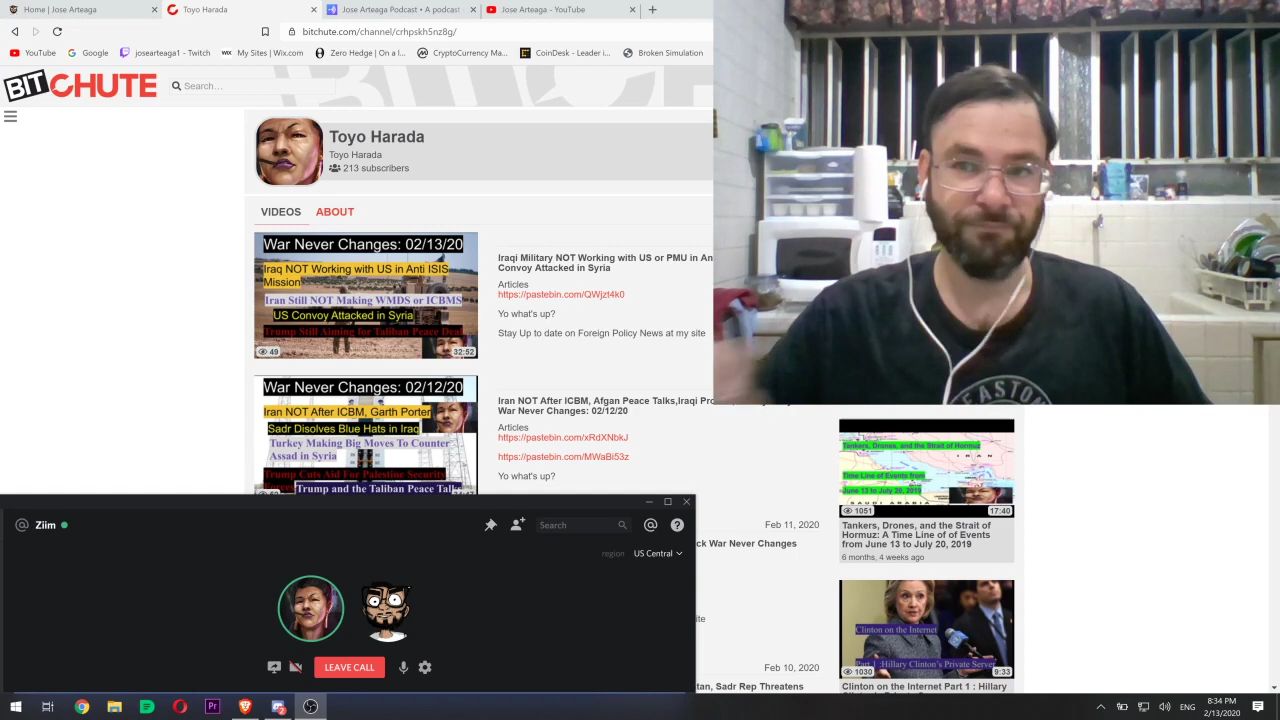 Home | Jose Arteaga
Toyo Harada
Jose Arteaga Podcast • A podcast
Jose Arteaga - YouTube
bitchute.com/channel/crhpskh5nz8g/
YouTube
Google
josearteaga1 - Twitch
WIX My Sites | Wix.com
Zero Hedge | On a l...
CryptoCurrency Ma...
CoinDesk - Leader i...
Broken Simulation
BITCHUTE
Search...
Toyo Harada
Toyo Harada
213 subscribers
VIDEOS ABOUT
War Never Changes: 02/13/20
Iraq NOT Working with US in Anti ISIS
Mission
Iran Still NOT Making WMDS or ICBMS
US Convoy Attacked in Syria
Trump Still Aiming for Taliban Peace Deal
49
32:52
Iraqi Military NOT Working with US or PMU in An
Convoy Attacked in Syria
Articles
https://pastebin.com/QWjzt4k0
Yo what's up?
Stay Up to date on Foreign Policy News at my site
War Never Changes: 02/12/20
Iran NOT After ICBM, Garth Porter
Sadr Disolves Blue Hats in Iraq
Turkey Making Big Moves To Counter
Assad in Syria
Trump Cuts Aid For Palestine Security
Trump and the Taliban Peace Tal
Iran NOT After ICBM, Afgan Peace Talks,Iraqi Pro
War Never Changes: 02/12/20
Articles
https://pastebin.com/xRdXNbkJ
https://pastebin.com/MWaBi53z
Yo what's up?
EASTON
Feb 11, 2020
ck War Never Changes
ite
Feb 10, 2020
tan, Sadr Rep Threatens
Tankers, Drones, and the Strait of Hormuz
IRAN
Time Line of Events from
June 13 to July 20, 2019
SAUDI ARABIA
1051
17:40
Tankers, Drones, and the Strait of
Hormuz: A Time Line of of Events
from June 13 to July 20, 2019
6 months, 4 weeks ago
Clinton on the Internet
Part 1 :Hillary Clinton's Private Server
1030
9:33
Clinton on the Internet Part 1 : Hillary
@ Ziim
Search
region US Central
LEAVE CALL
Pr
ENG
8:34 PM
2/13/2020